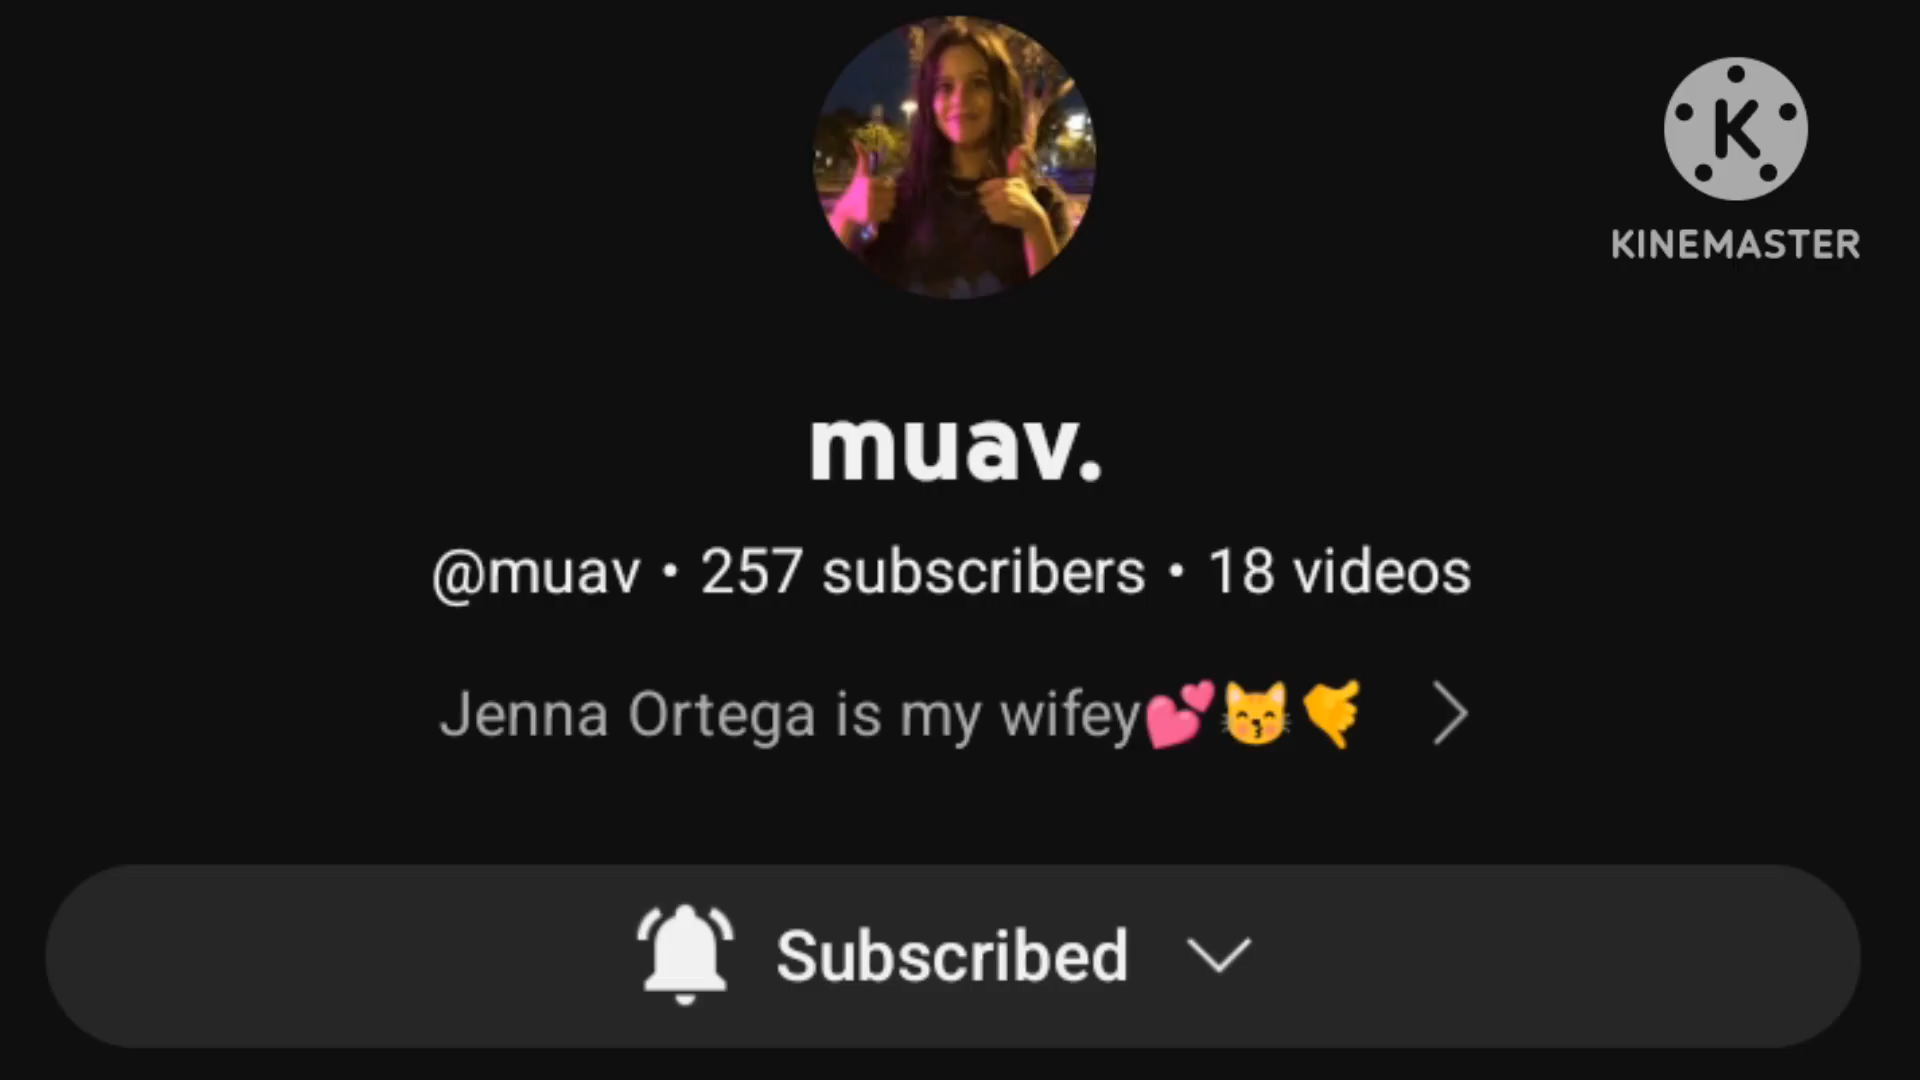 K
KINEMASTER
muav.
@muav • 257 subscribers • 18 videos
Jenna Ortega is my wifey💕😽🤙
Subscribed